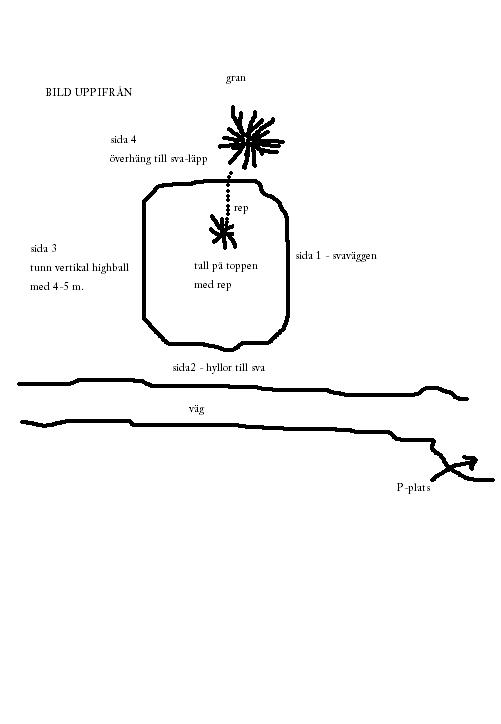 gran
BILD UPPIFRÅN
sida 4
överhäng till sva-läpp
rep
sida 3
tunn vertikal highball
med 4-5 m.
sida 1 - svaväggen
tall på toppen
med rep
sida2 - hyllor till sva
väg
P-plats